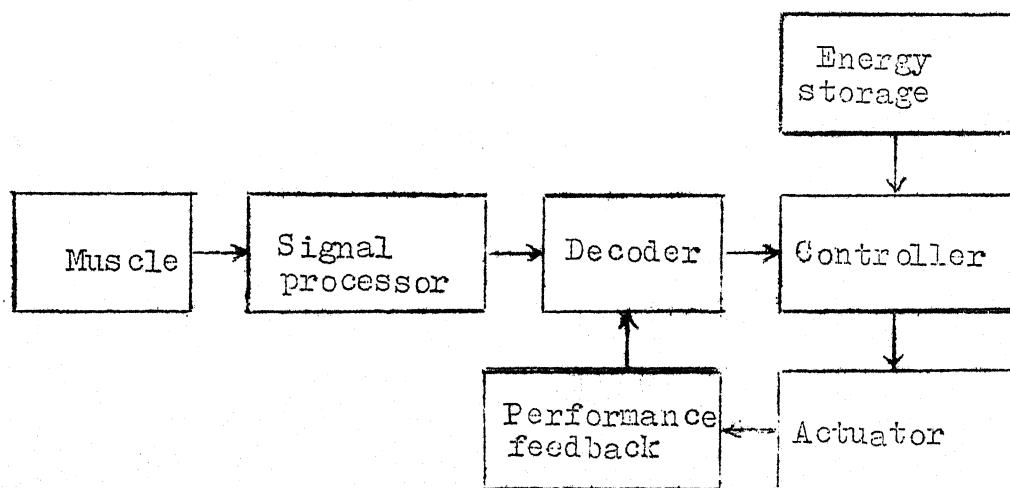 Energy
storage
Muscle
Signal
processor
Decoder
Controller
Performance
feedback
Actuator